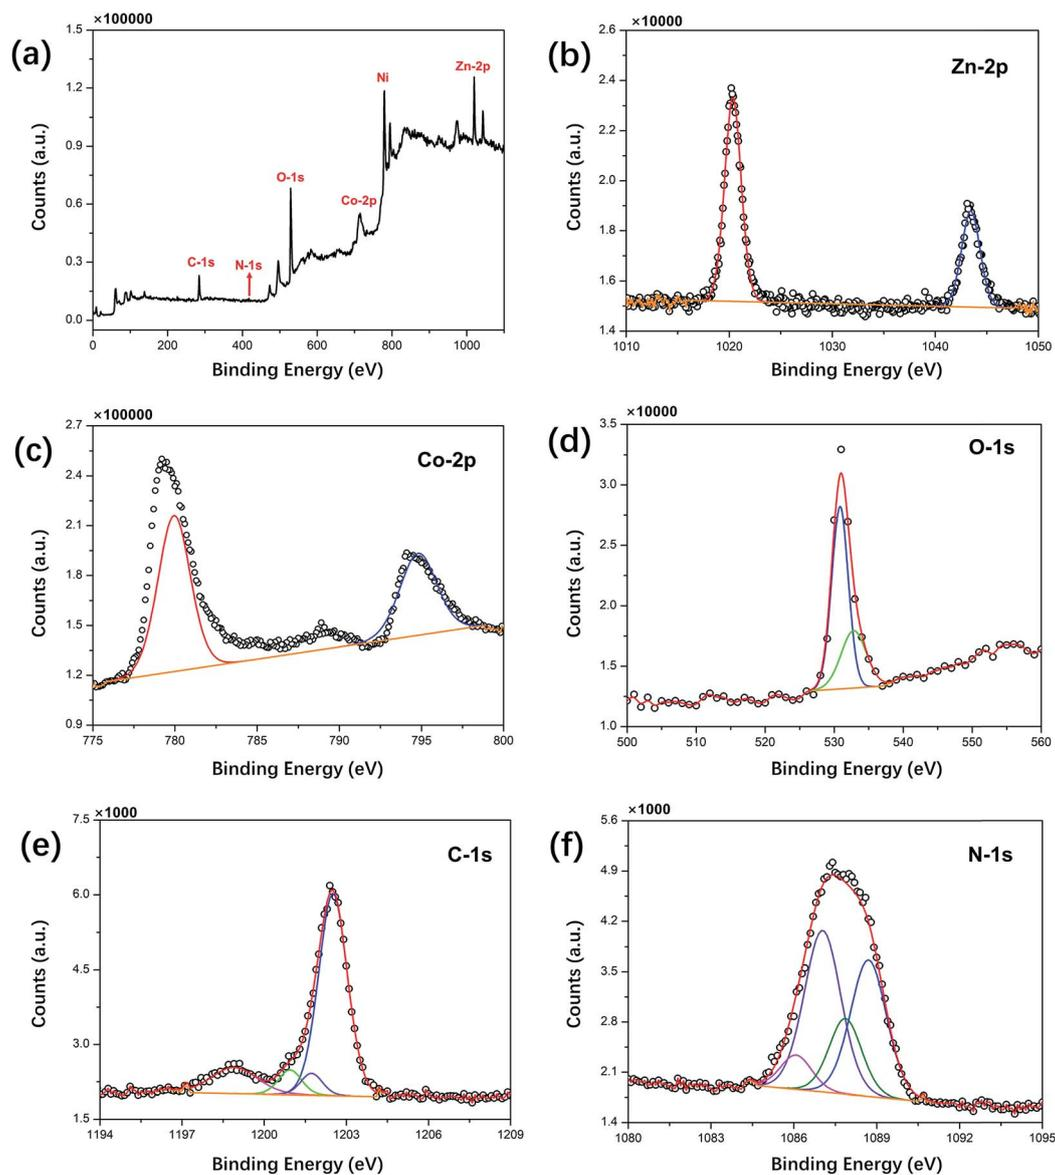 (a)
×100000
1.5
1.2
0.9
0.6
0.3
0.0
Counts (a.u.)
C-1s
N-1s
O-1s
Co-2p
Ni
Zn-2p
0 200 400 600 800 1000
Binding Energy (eV)
(b)
×10000
Zn-2p
2.6
2.4
2.2
2.0
1.8
1.6
1.4
Counts (a.u.)
1010 1020 1030 1040 1050
Binding Energy (eV)
(c)
×100000
Co-2p
2.7
2.4
2.1
1.8
1.5
1.2
0.9
Counts (a.u.)
775 780 785 790 795 800
Binding Energy (eV)
(d)
×10000
O-1s
3.5
3.0
2.5
2.0
1.5
1.0
Counts (a.u.)
500 510 520 530 540 550 560
Binding Energy (eV)
(e)
×1000
C-1s
7.5
6.0
4.5
3.0
1.5
Counts (a.u.)
1194 1197 1200 1203 1206 1209
Binding Energy (eV)
(f)
×1000
N-1s
5.6
4.9
4.2
3.5
2.8
2.1
1.4
Counts (a.u.)
1080 1083 1086 1089 1092 1095
Binding Energy (eV)